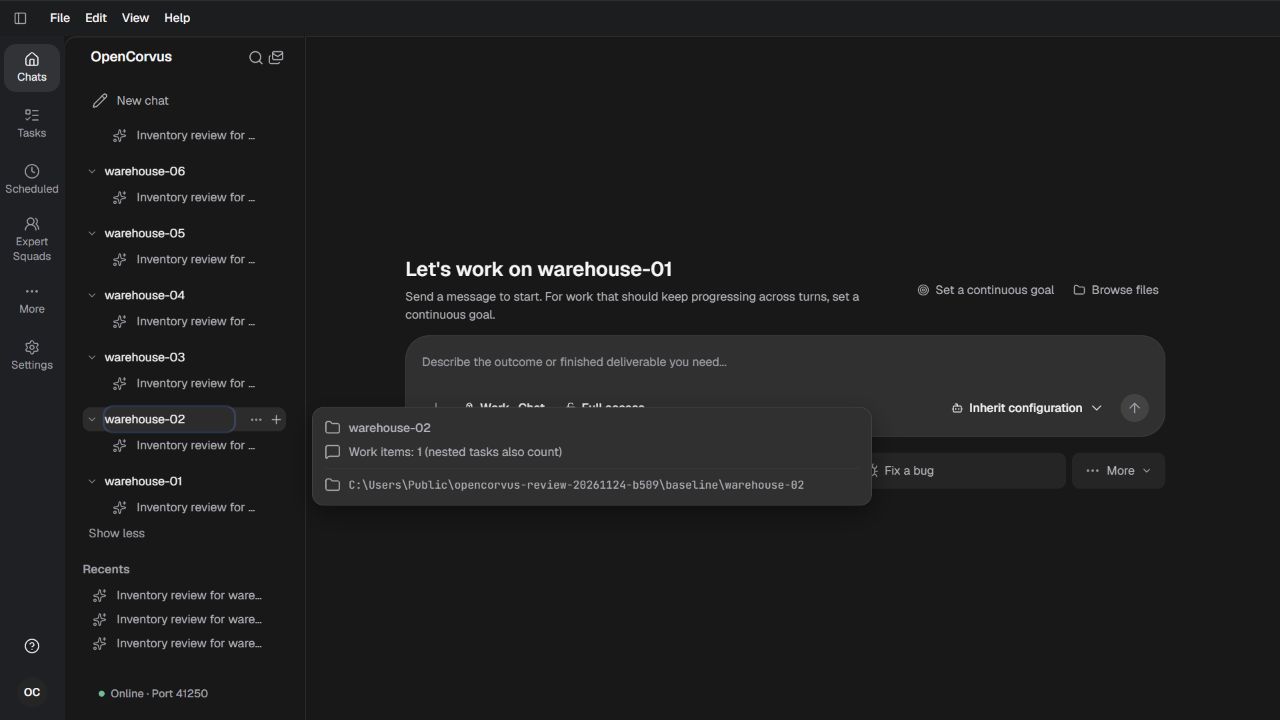 File Edit View Help
OpenCorvus
Chats
New chat
Inventory review for ...
Tasks
warehouse-06
Scheduled
Inventory review for ...
Expert Squads
warehouse-05
Inventory review for ...
More
warehouse-04
Inventory review for ...
Settings
warehouse-03
Inventory review for ...
warehouse-02
Inventory review for ...
warehouse-01
Inventory review for ...
Show less
Recents
Inventory review for ware...
Inventory review for ware...
Inventory review for ware...
OC
Online · Port 41250
Let's work on warehouse-01
Send a message to start. For work that should keep progressing across turns, set a
continuous goal.
Set a continuous goal
Browse files
Describe the outcome or finished deliverable you need...
Inherit configuration
warehouse-02
Work items: 1 (nested tasks also count)
C:\Users\Public\opencorvus-review-20261124-b509\baseline\warehouse-02
Fix a bug
More